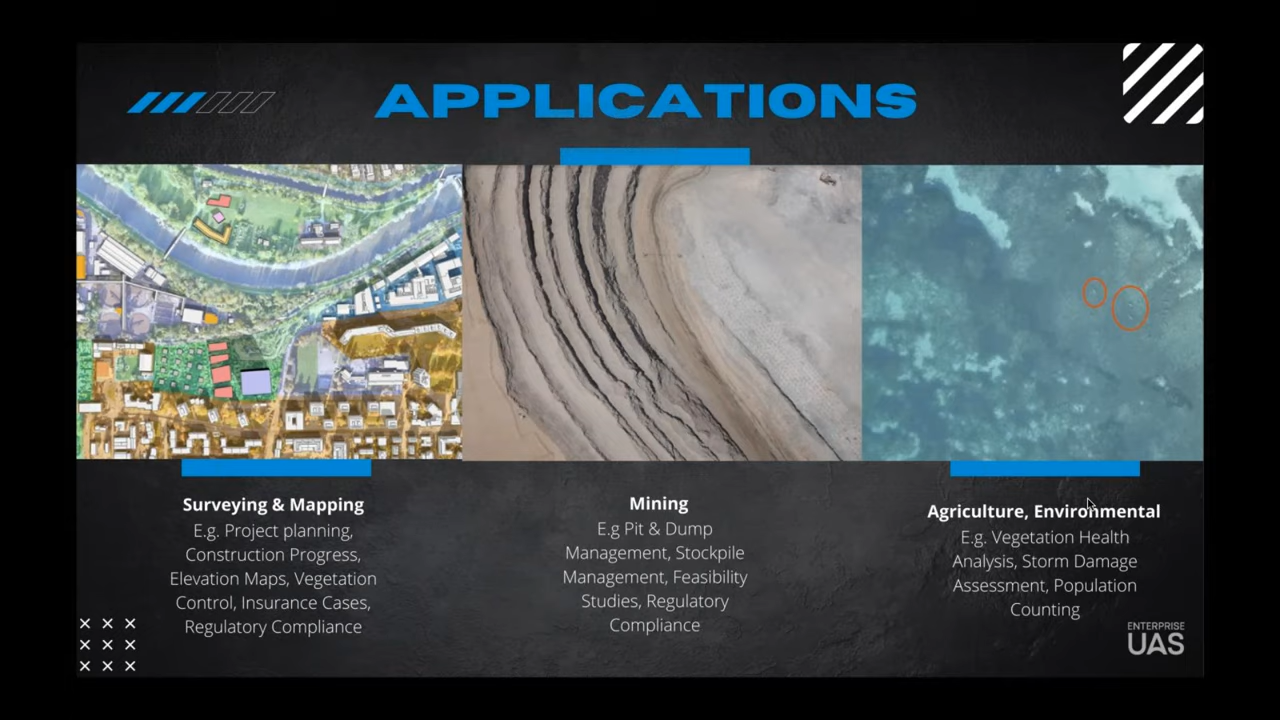 APPLICATIONS
Surveying & Mapping
E.g. Project planning,
Construction Progress,
Elevation Maps, Vegetation
Control, Insurance Cases,
Regulatory Compliance
Mining
E.g Pit & Dump
Management, Stockpile
Management, Feasibility
Studies, Regulatory
Compliance
Agriculture, Environmental
E.g. Vegetation Health
Analysis, Storm Damage
Assessment, Population
Counting
ENTERPRISE
UAS